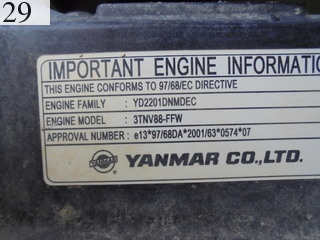 29
IMPORTANT ENGINE INFORMATIO
THIS ENGINE CONFORMS TO 97/68/EC DIRECTIVE
ENGINE FAMILY : YD2201DNMDEC
ENGINE MODEL : 3TNV88-FFW
APPROVAL NUMBER : e13*97/68DA*2001/63*0574*07
YANMAR CO.,LTD.